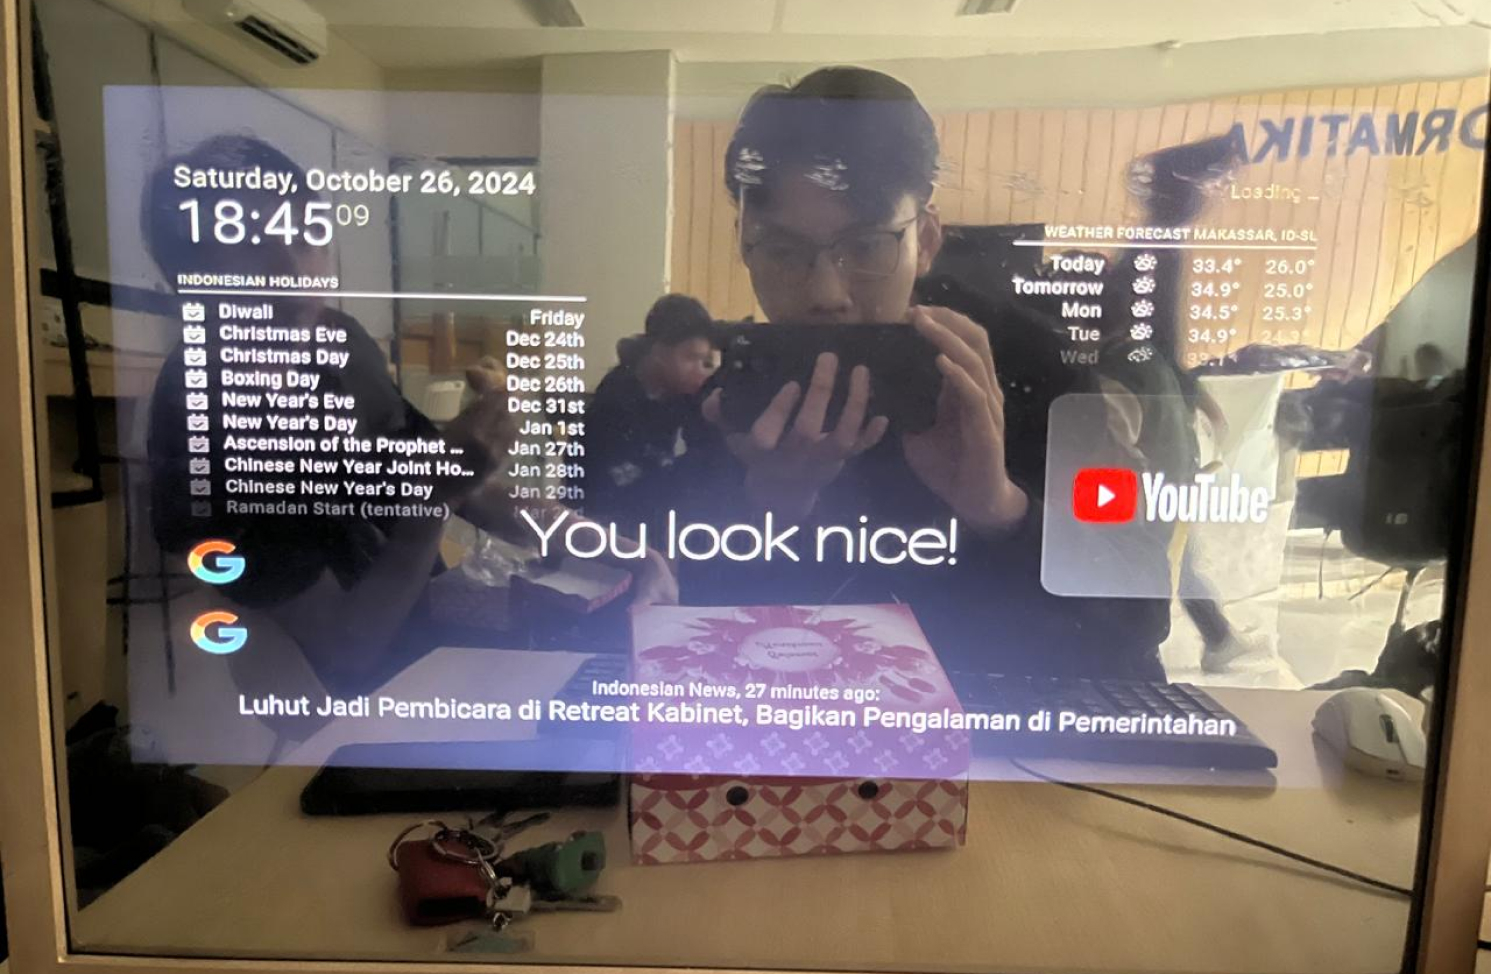 Saturday, October 26, 2024
18:45 09
INDONESIAN HOLIDAYS
Diwali Friday
Christmas Eve Dec 24th
Christmas Day Dec 25th
Boxing Day Dec 26th
New Year's Eve Dec 31st
New Year's Day Jan 1st
Ascension of the Prophet ... Jan 27th
Chinese New Year Joint Ho... Jan 28th
Chinese New Year's Day Jan 29th
Ramadan Start (tentative)
ORMATIKA
Loading ...
WEATHER FORECAST MAKASSAR, ID-SL
Today 33.4° 26.0°
Tomorrow 34.9° 25.0°
Mon 34.5° 25.3°
Tue 34.9° 24.3°
Wed 33.1°
YouTube
You look nice!
G
G
Indonesian News, 27 minutes ago:
Luhut Jadi Pembicara di Retreat Kabinet, Bagikan Pengalaman di Pemerintahan